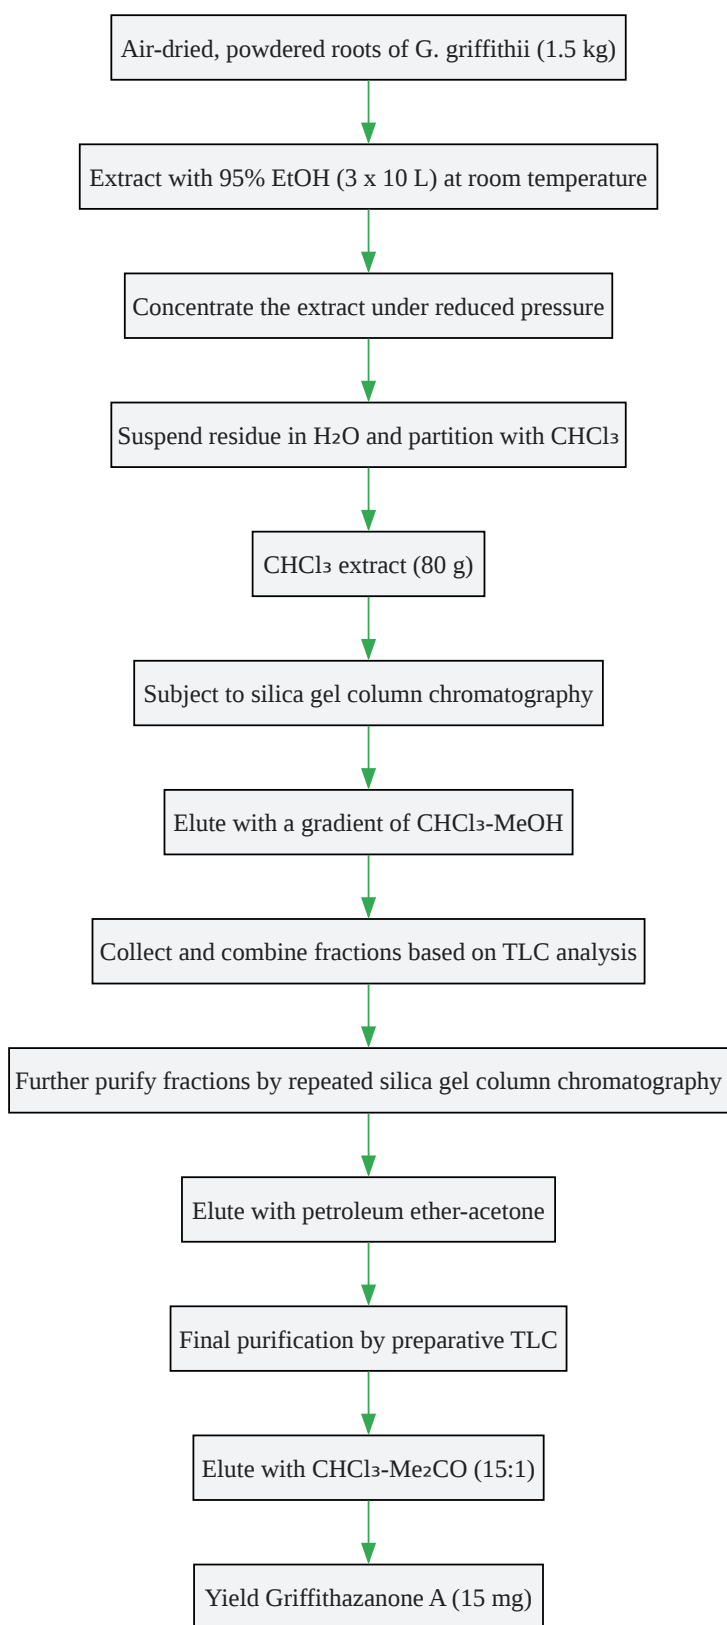 Air-dried, powdered roots of G. griffithii (1.5 kg)
Extract with 95% EtOH (3 x 10 L) at room temperature
Concentrate the extract under reduced pressure
Suspend residue in H₂O and partition with CHCl₃
CHCl₃ extract (80 g)
Subject to silica gel column chromatography
Elute with a gradient of CHCl₃-MeOH
Collect and combine fractions based on TLC analysis
Further purify fractions by repeated silica gel column chromatography
Elute with petroleum ether-acetone
Final purification by preparative TLC
Elute with CHCl₃-Me₂CO (15:1)
Yield Griffithazanone A (15 mg)